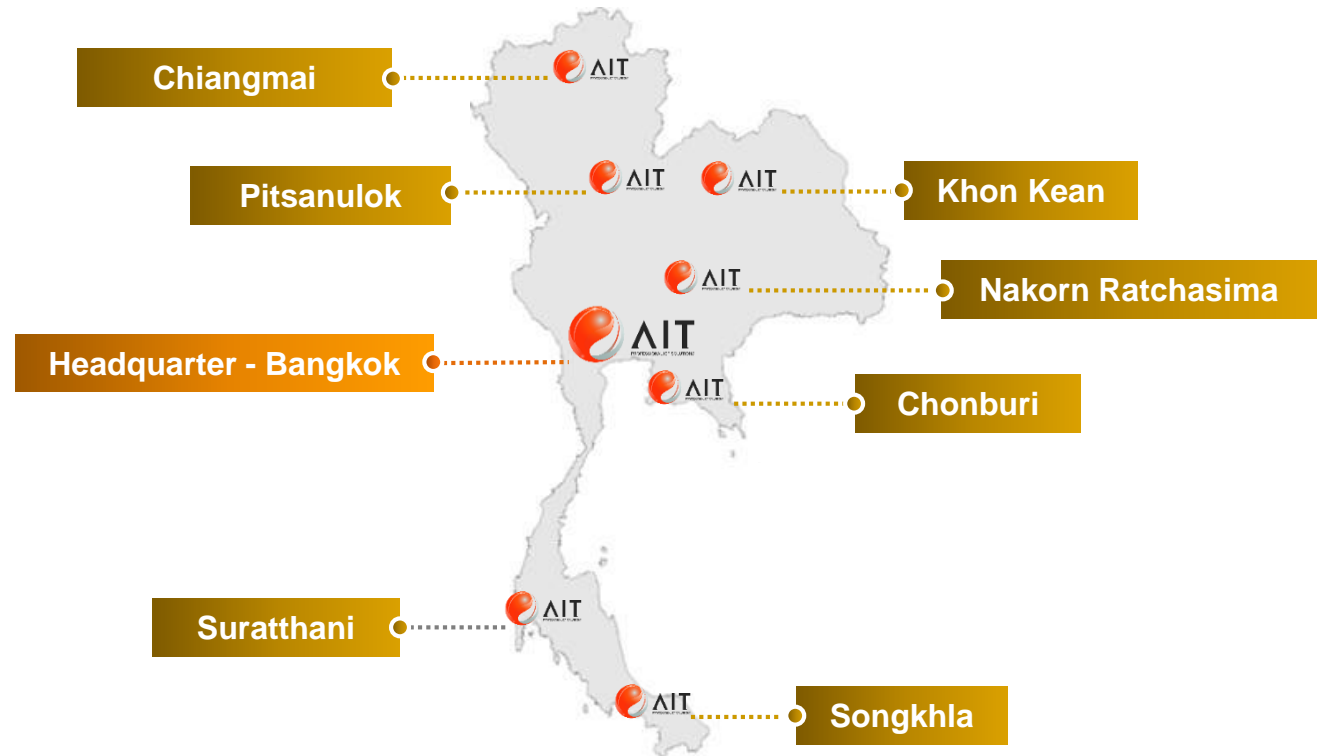 Chiangmai
AIT
Pitsanulok
AIT
AIT
Khon Kean
AIT
Nakorn Ratchasima
Headquarter - Bangkok
AIT
AIT
Chonburi
Suratthani
AIT
AIT
Songkhla